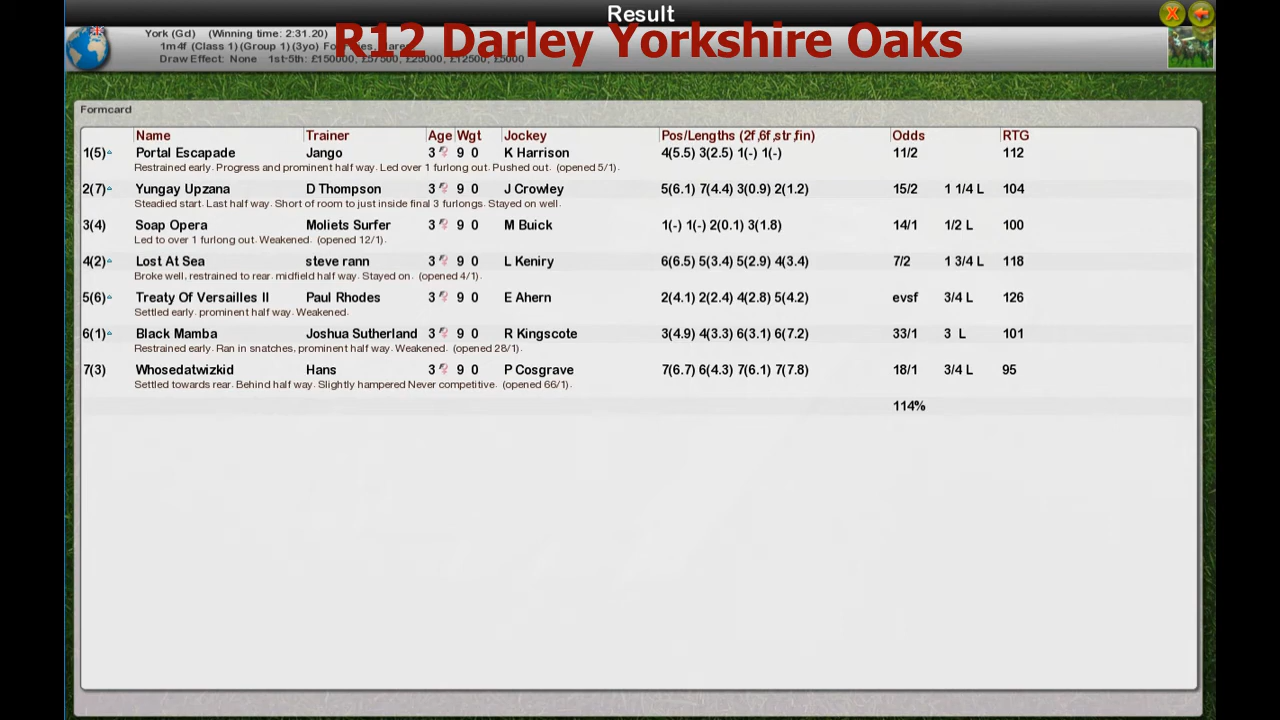 Result
R12 Darley Yorkshire Oaks
York (Gd) (Winning time: 2:31.20)
1m4f (Class 1) (Group 1) (3yo)
Draw Effect: None 1st-5th: £150000, £57500, £25000, £12500, £5000
Formcard
Name Trainer Age Wgt Jockey Pos/Lengths (2f,6f,str,fin) Odds RTG
1(5) Portal Escapade Jango 3 9 0 K Harrison 4(5.5) 3(2.5) 1(-) 1(-) 11/2 112
Restrained early. Progress and prominent half way. Led over 1 furlong out. Pushed out. (opened 5/1).
2(7) Yungay Upzana D Thompson 3 9 0 J Crowley 5(6.1) 7(4.4) 3(0.9) 2(1.2) 15/2 1 1/4 L 104
Steadied start. Last half way. Short of room to just inside final 3 furlongs. Stayed on well.
3(4) Soap Opera Moliets Surfer 3 9 0 M Buick 1(-) 1(-) 2(0.1) 3(1.8) 14/1 1/2 L 100
Led to over 1 furlong out. Weakened. (opened 12/1).
4(2) Lost At Sea steve rann 3 9 0 L Keniry 6(6.5) 5(3.4) 5(2.9) 4(3.4) 7/2 1 3/4 L 118
Broke well, restrained to rear. midfield half way. Stayed on. (opened 4/1).
5(6) Treaty Of Versailles II Paul Rhodes 3 9 0 E Ahern 2(4.1) 2(2.4) 4(2.8) 5(4.2) evsf 3/4 L 126
Settled early. prominent half way. Weakened.
6(1) Black Mamba Joshua Sutherland 3 9 0 R Kingscote 3(4.9) 4(3.3) 6(3.1) 6(7.2) 33/1 3 L 101
Restrained early. Ran in snatches, prominent half way. Weakened. (opened 28/1).
7(3) Whosedatwizkid Hans 3 9 0 P Cosgrave 7(6.7) 6(4.3) 7(6.1) 7(7.8) 18/1 3/4 L 95
Settled towards rear. Behind half way. Slightly hampered Never competitive. (opened 66/1).
114%